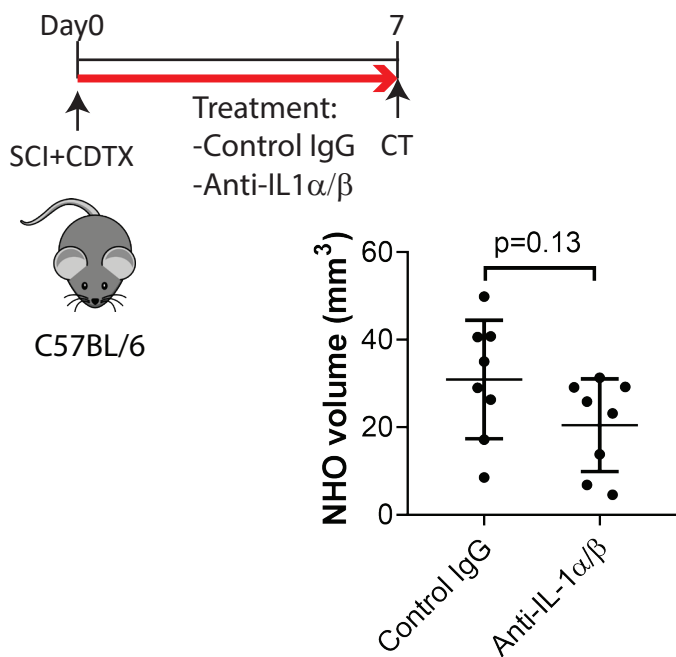 Day0 7
Treatment:
-Control IgG
-Anti-IL1α/β
SCI+CDTX
CT
C57BL/6
p=0.13
NHO volume (mm³)
60
40
20
0
Control IgG
Anti-IL-1α/β